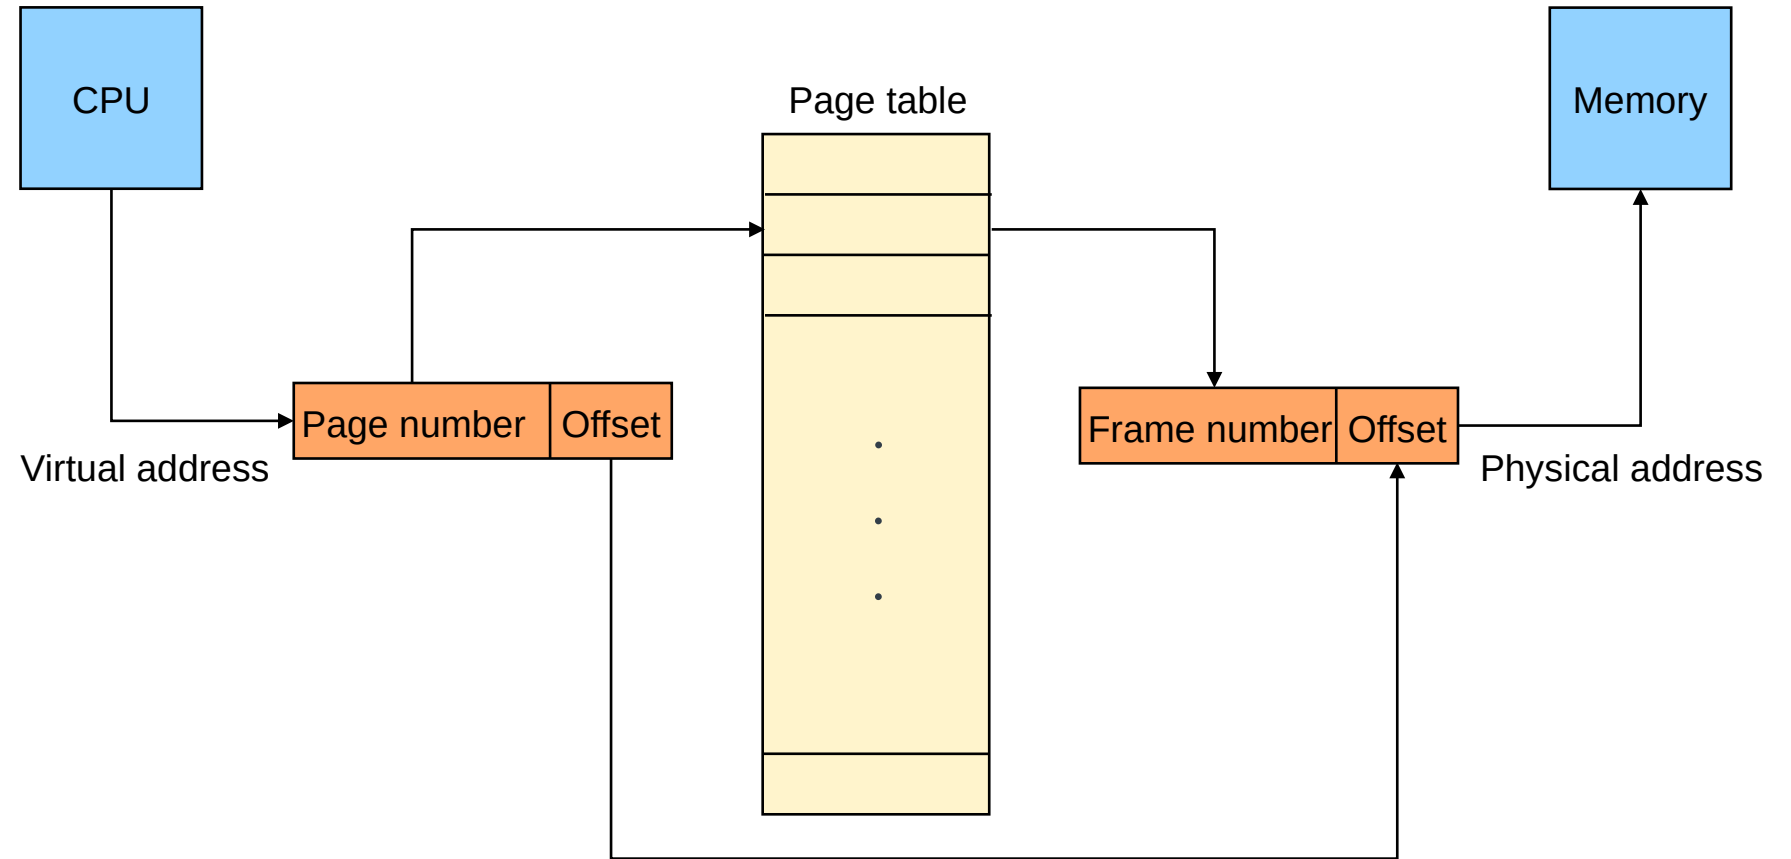 CPU
Page table
Memory
Page number
Offset
Frame number
Offset
Virtual address
Physical address